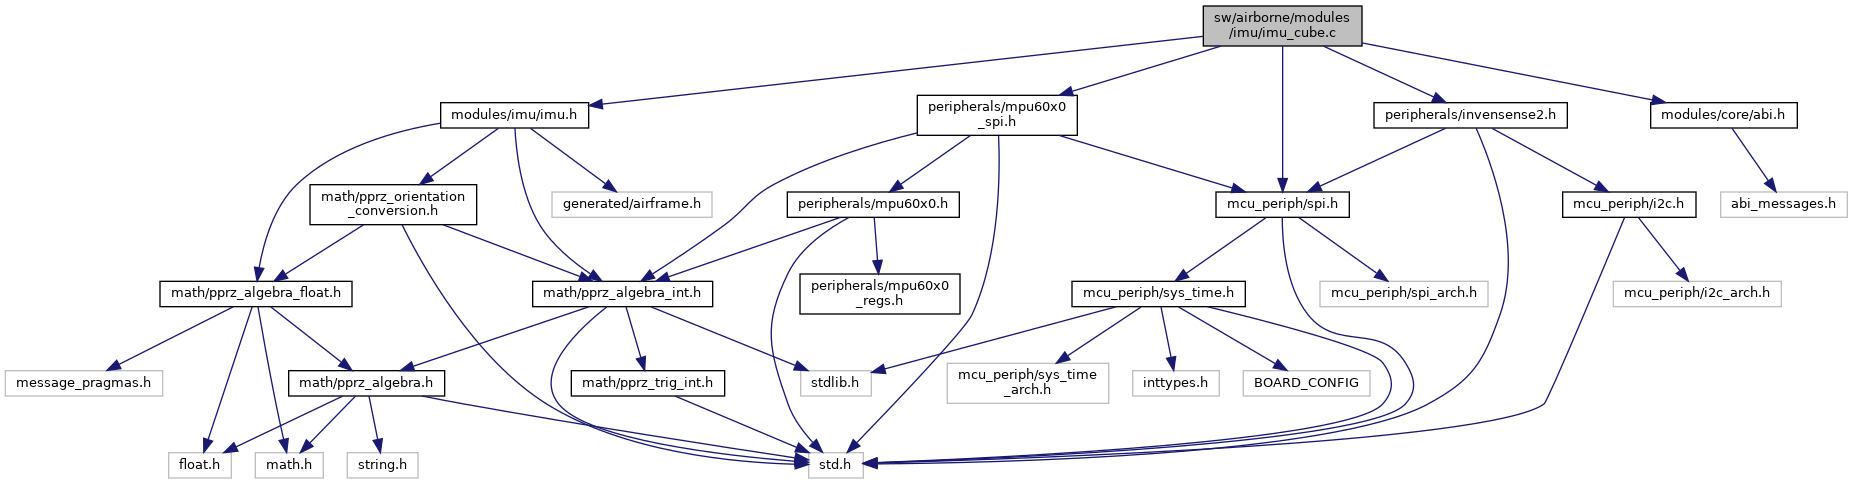 sw/airborne/modules
/imu/imu_cube.c
modules/imu/imu.h
peripherals/mpu60x0
_spi.h
peripherals/invensense2.h
modules/core/abi.h
math/pprz_orientation
_conversion.h
generated/airframe.h
peripherals/mpu60x0.h
mcu_periph/spi.h
mcu_periph/i2c.h
abi_messages.h
math/pprz_algebra_float.h
math/pprz_algebra_int.h
peripherals/mpu60x0
_regs.h
mcu_periph/sys_time.h
mcu_periph/spi_arch.h
mcu_periph/i2c_arch.h
message_pragmas.h
math/pprz_algebra.h
math/pprz_trig_int.h
stdlib.h
mcu_periph/sys_time
_arch.h
inttypes.h
BOARD_CONFIG
float.h
math.h
string.h
std.h